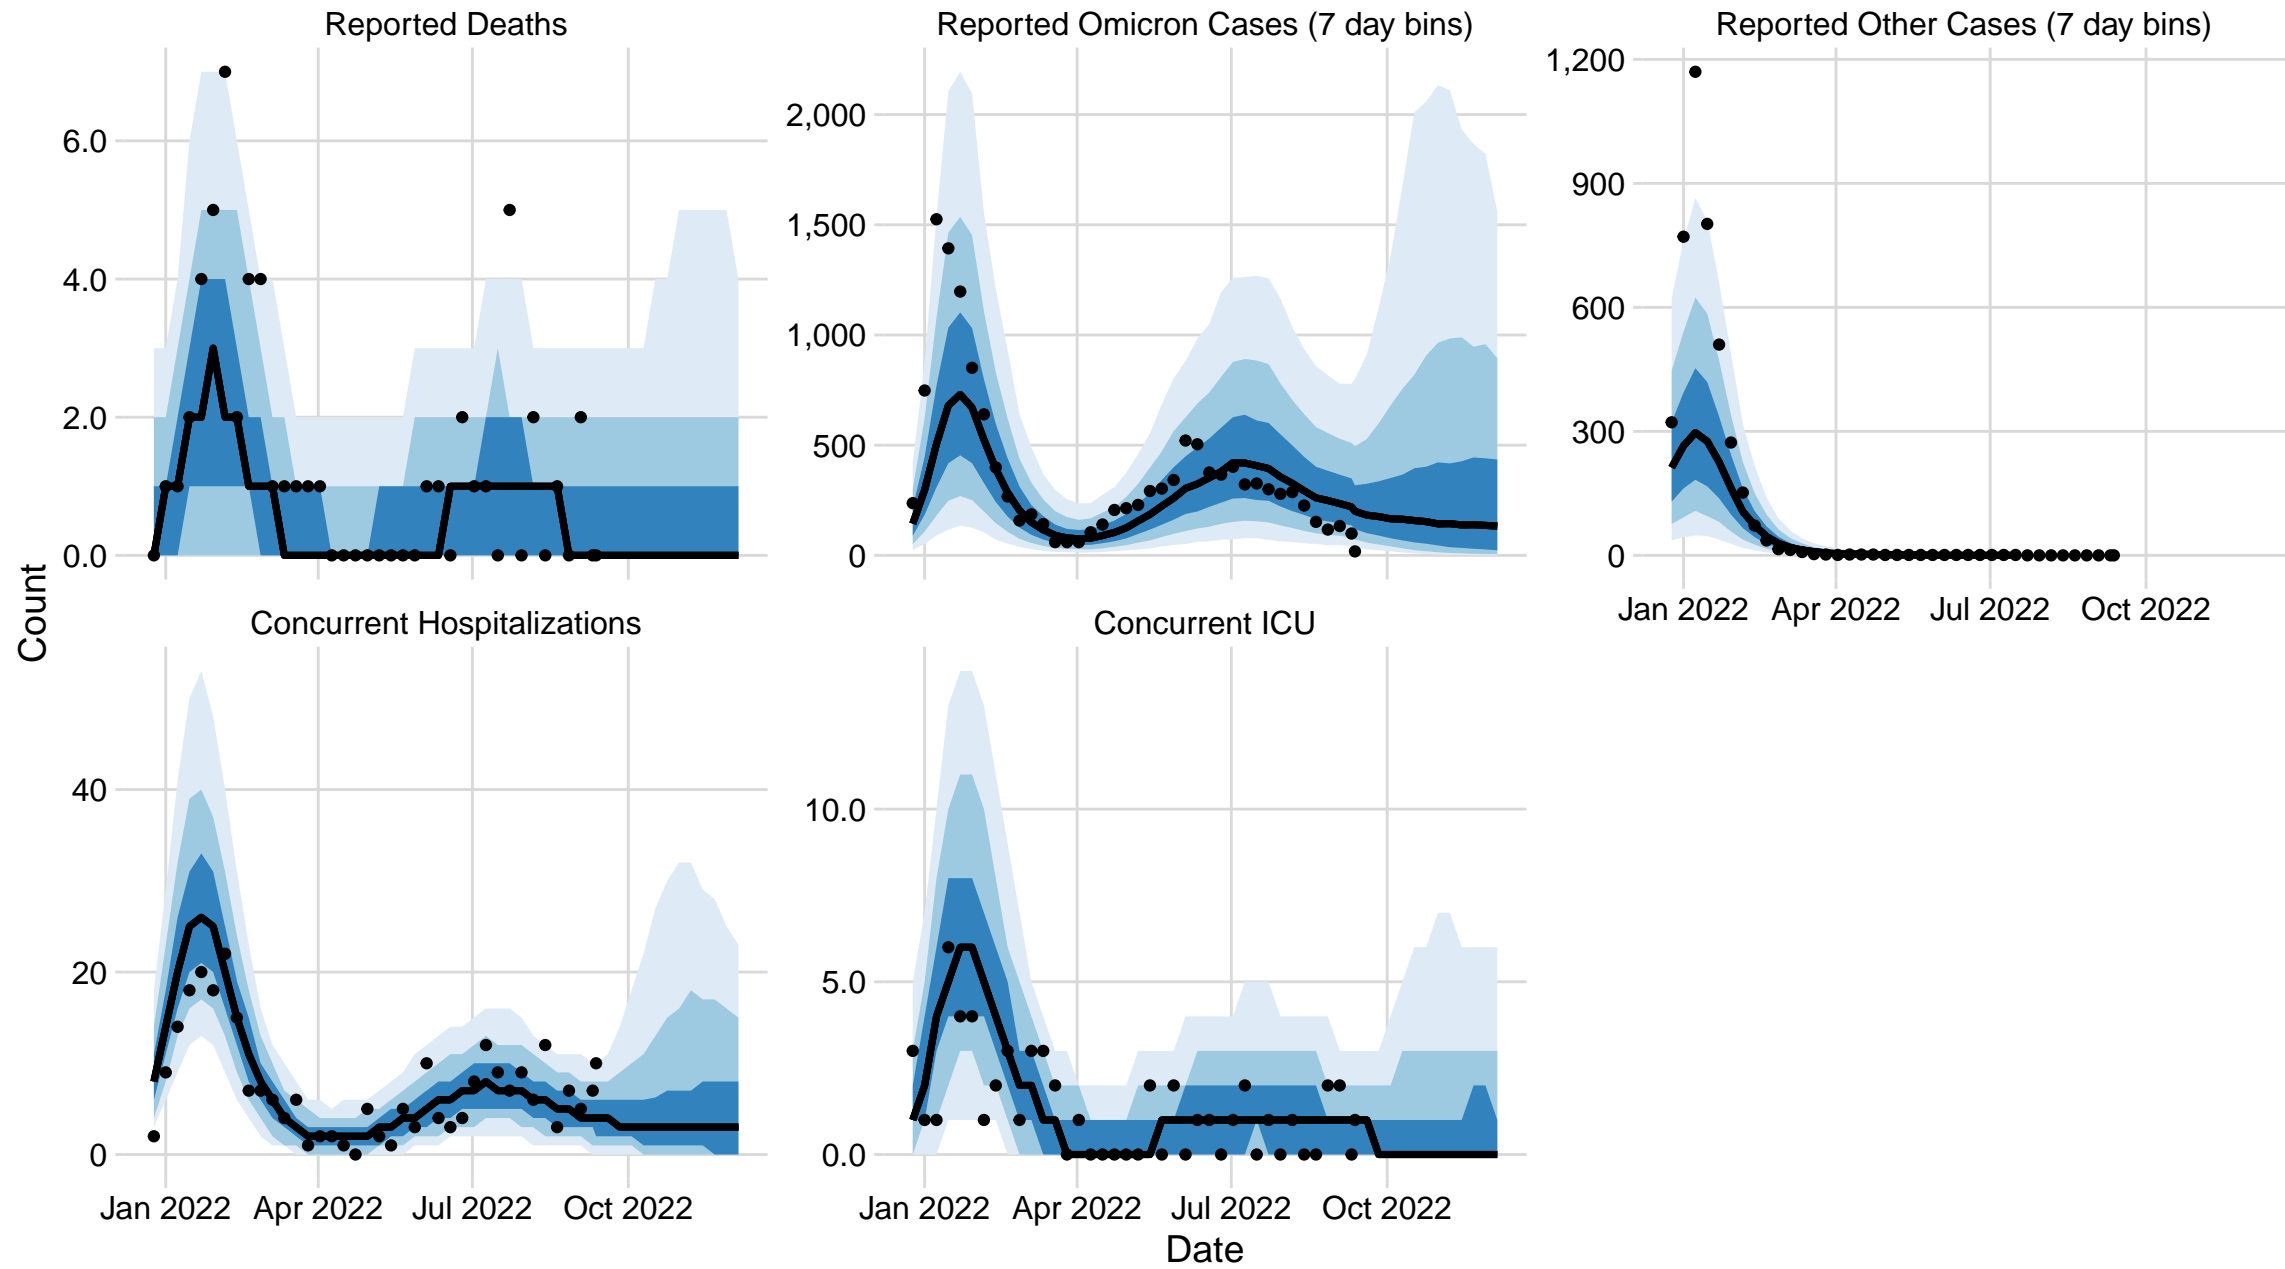 Reported Deaths
Reported Omicron Cases (7 day bins)
Reported Other Cases (7 day bins)
6.0
4.0
2.0
0.0
2,000
1,500
1,000
500
0
1,200
900
600
300
0
Jan 2022 Apr 2022 Jul 2022 Oct 2022
Count
Concurrent Hospitalizations
Concurrent ICU
40
20
0
10.0
5.0
0.0
Jan 2022 Apr 2022 Jul 2022 Oct 2022
Jan 2022 Apr 2022 Jul 2022 Oct 2022
Date